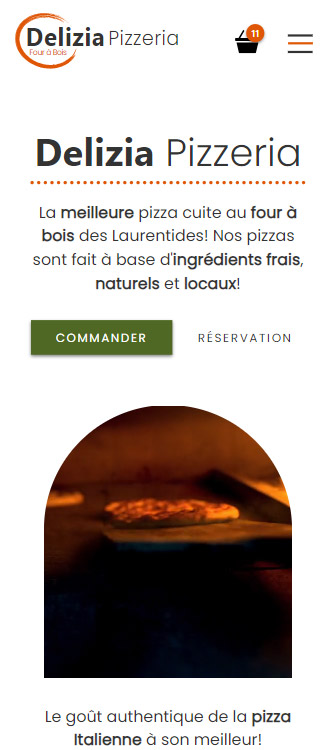 Delizia Pizzeria
Four à Bois
11
Delizia Pizzeria
La meilleure pizza cuite au four à
bois des Laurentides! Nos pizzas
sont fait à base d'ingrédients frais,
naturels et locaux!
COMMANDER
RÉSERVATION
Le goût authentique de la pizza
Italienne à son meilleur!